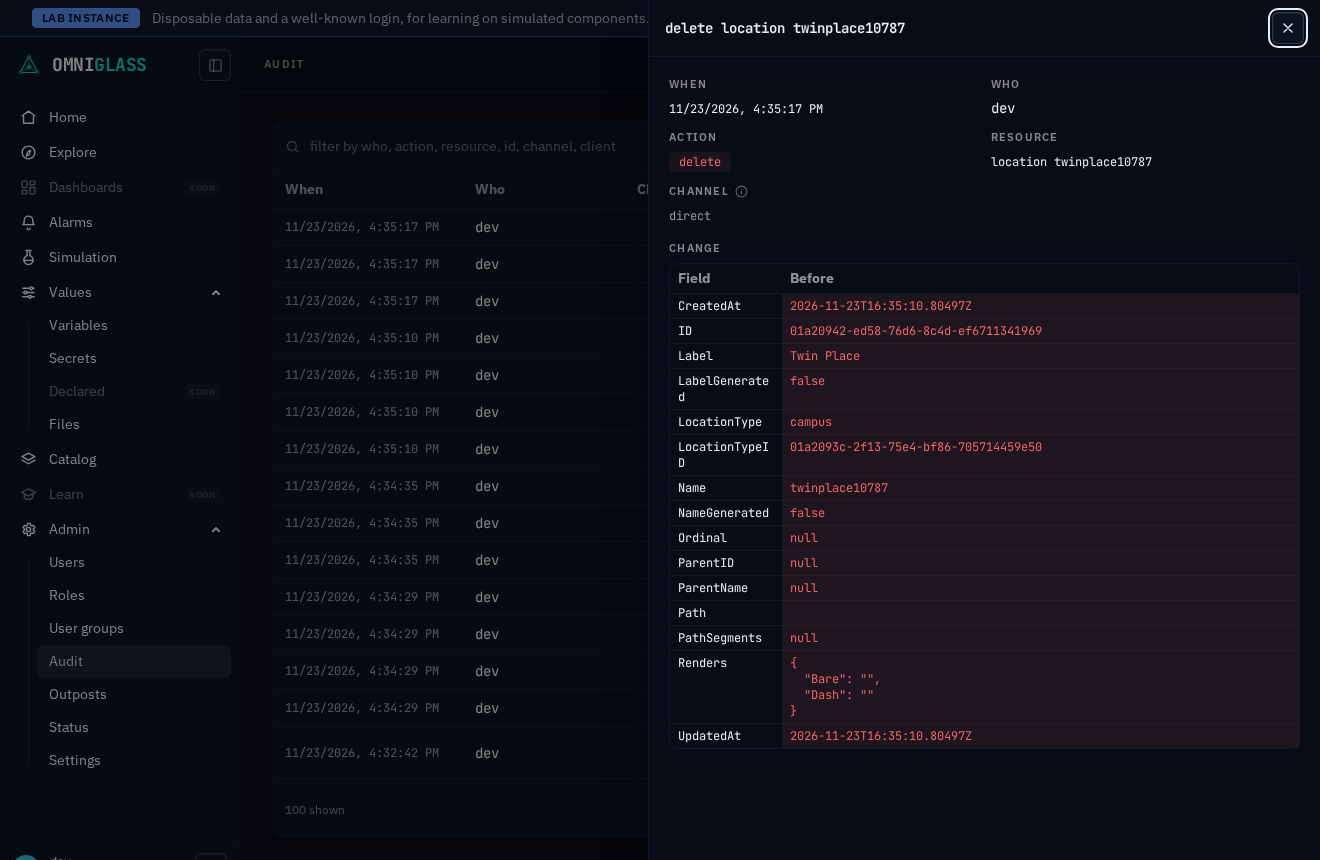 LAB INSTANCE Disposable data and a well-known login, for learning on simulated components.
OMNIGLASS
Home
Explore
Dashboards SOON
Alarms
Simulation
Values
Variables
Secrets
Declared SOON
Files
Catalog
Learn SOON
Admin
Users
Roles
User groups
Audit
Outposts
Status
Settings
dev
AUDIT
filter by who, action, resource, id, channel, client
When Who
11/23/2026, 4:35:17 PM dev
11/23/2026, 4:35:17 PM dev
11/23/2026, 4:35:17 PM dev
11/23/2026, 4:35:10 PM dev
11/23/2026, 4:35:10 PM dev
11/23/2026, 4:35:10 PM dev
11/23/2026, 4:35:10 PM dev
11/23/2026, 4:34:35 PM dev
11/23/2026, 4:34:35 PM dev
11/23/2026, 4:34:35 PM dev
11/23/2026, 4:34:29 PM dev
11/23/2026, 4:34:29 PM dev
11/23/2026, 4:34:29 PM dev
11/23/2026, 4:34:29 PM dev
11/23/2026, 4:32:42 PM dev
100 shown
delete location twinplace10787
WHEN WHO
11/23/2026, 4:35:17 PM dev
ACTION RESOURCE
delete location twinplace10787
CHANNEL
direct
CHANGE
Field Before
CreatedAt 2026-11-23T16:35:10.80497Z
ID 01a20942-ed58-76d6-8c4d-ef6711341969
Label Twin Place
LabelGenerate false
d
LocationType campus
LocationTypeI 01a2093c-2f13-75e4-bf86-705714459e50
D
Name twinplace10787
NameGenerated false
Ordinal null
ParentID null
ParentName null
Path
PathSegments null
Renders {
"Bare": "",
"Dash": ""
}
UpdatedAt 2026-11-23T16:35:10.80497Z